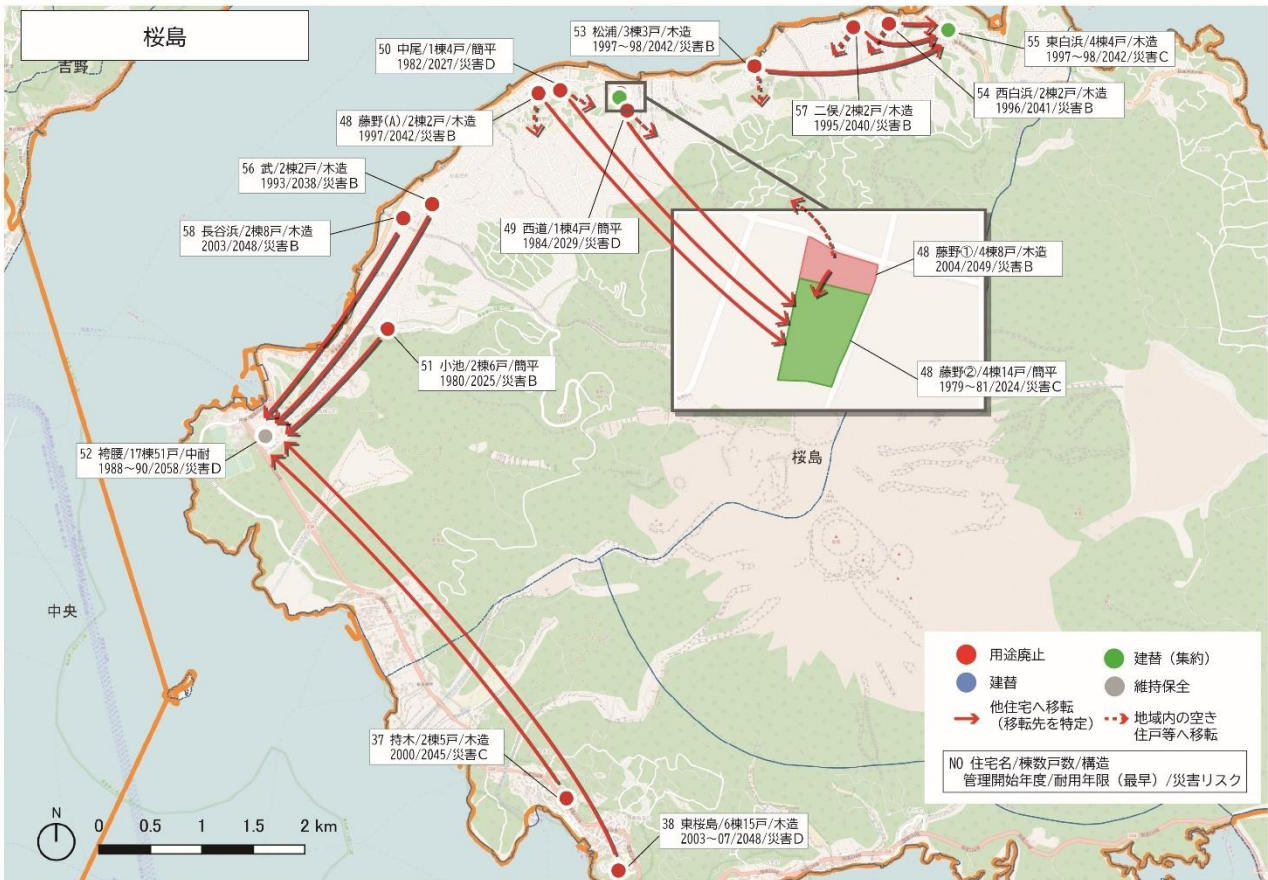 桜島
吉野
50 中尾/1棟4戸/簡平
1982/2027/災害D
53 松浦/3棟3戸/木造
1997～98/2042/災害B
55 東白浜/4棟4戸/木造
1997～98/2042/災害C
54 西白浜/2棟2戸/木造
1996/2041/災害B
57 二俣/2棟2戸/木造
1995/2040/災害B
48 藤野(A)/2棟2戸/木造
1997/2042/災害B
56 武/2棟2戸/木造
1993/2038/災害B
58 長谷浜/2棟8戸/木造
2003/2048/災害B
49 西道/1棟4戸/簡平
1984/2029/災害D
48 藤野①/4棟8戸/木造
2004/2049/災害B
51 小池/2棟6戸/簡平
1980/2025/災害B
48 藤野②/4棟14戸/簡平
1979～81/2024/災害C
52 袴腰/17棟51戸/中耐
1988～90/2058/災害D
桜島
中央
37 持木/2棟5戸/木造
2000/2045/災害C
38 東桜島/6棟15戸/木造
2003～07/2048/災害D
用途廃止
建替（集約）
建替
維持保全
他住宅へ移転
（移転先を特定）
地域内の空き
住戸等へ移転
NO 住宅名/棟数戸数/構造
管理開始年度/耐用年限（最早）/災害リスク
N
0 0.5 1 1.5 2 km